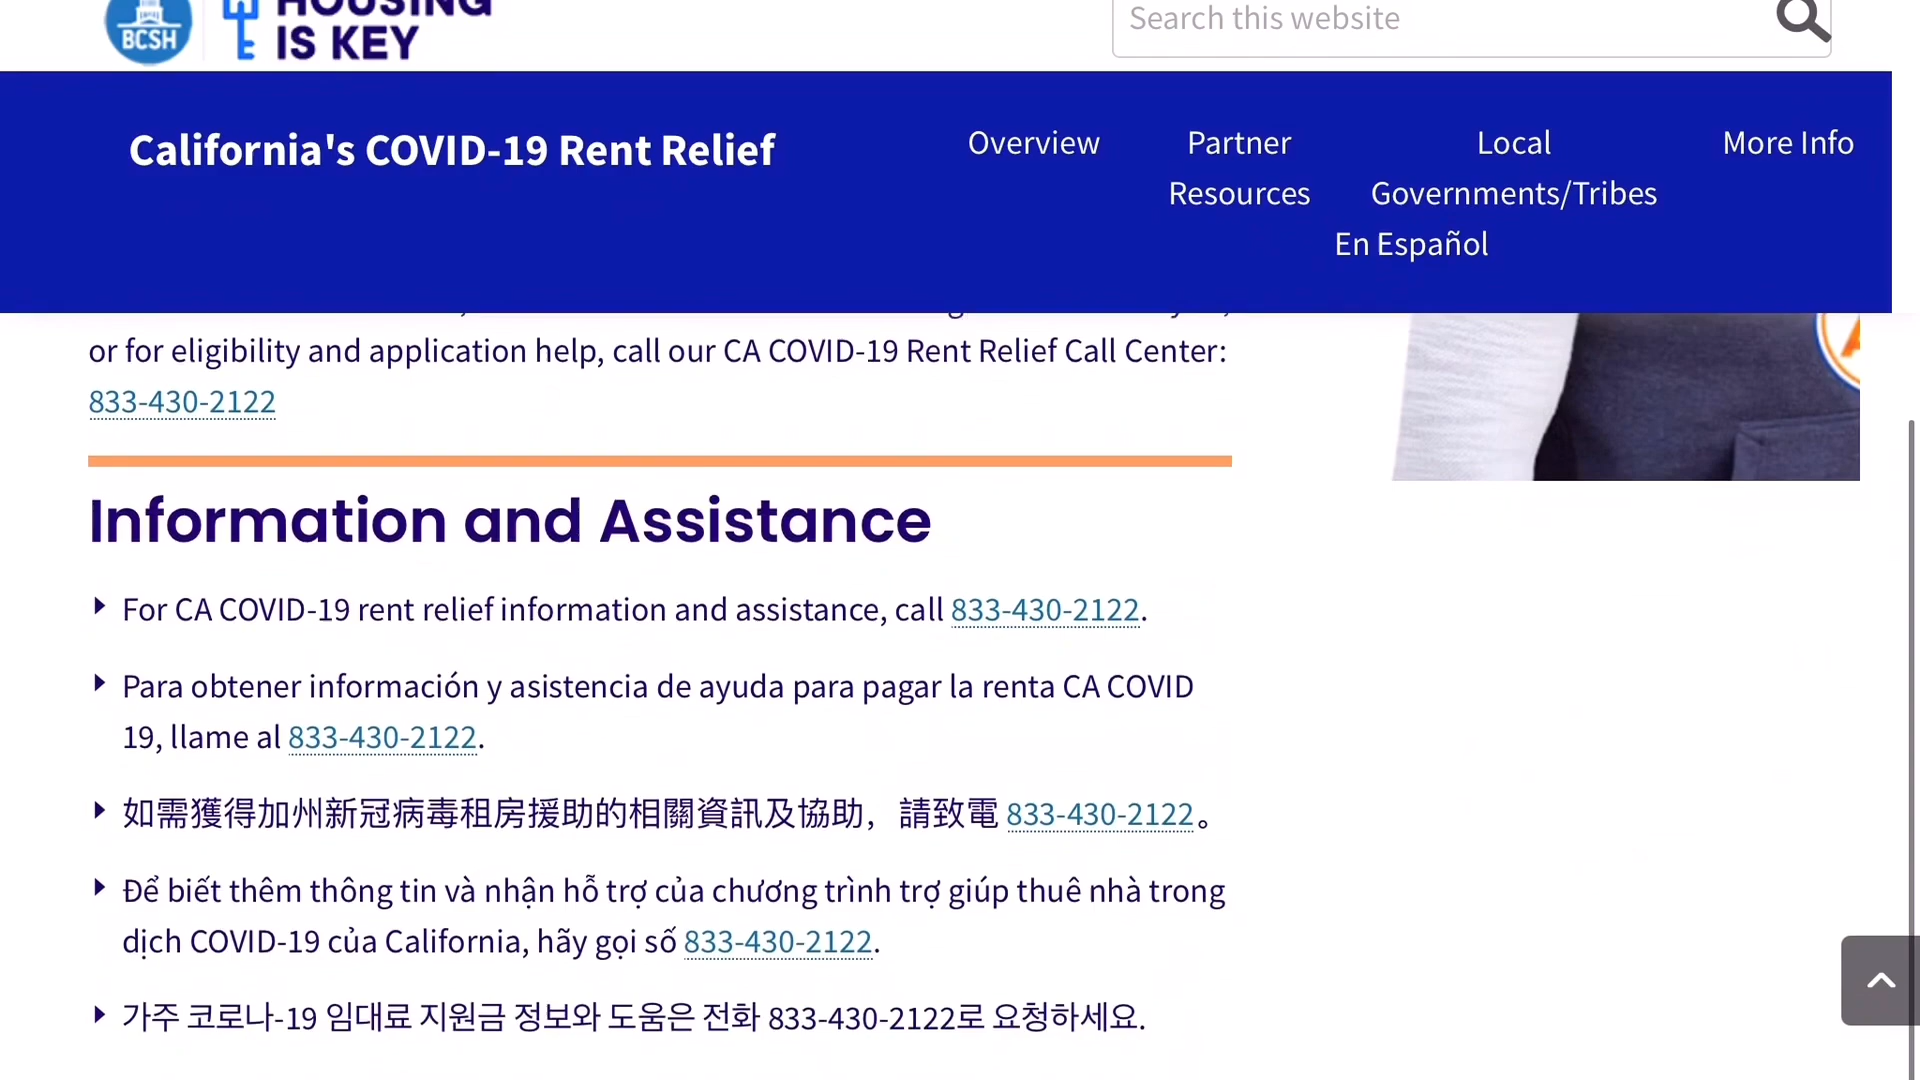 BCSH
HOUSING
IS KEY
Search this website
California's COVID-19 Rent Relief
Overview
Partner
Resources
Local
Governments/Tribes
More Info
En Español
or for eligibility and application help, call our CA COVID-19 Rent Relief Call Center:
833-430-2122
Information and Assistance
For CA COVID-19 rent relief information and assistance, call 833-430-2122.
Para obtener información y asistencia de ayuda para pagar la renta CA COVID
19, llame al 833-430-2122.
如需獲得加州新冠病毒租房援助的相關資訊及協助，請致電 833-430-2122。
Để biết thêm thông tin và nhận hỗ trợ của chương trình trợ giúp thuê nhà trong
dịch COVID-19 của California, hãy gọi số 833-430-2122.
가주 코로나-19 임대료 지원금 정보와 도움은 전화 833-430-2122로 요청하세요.